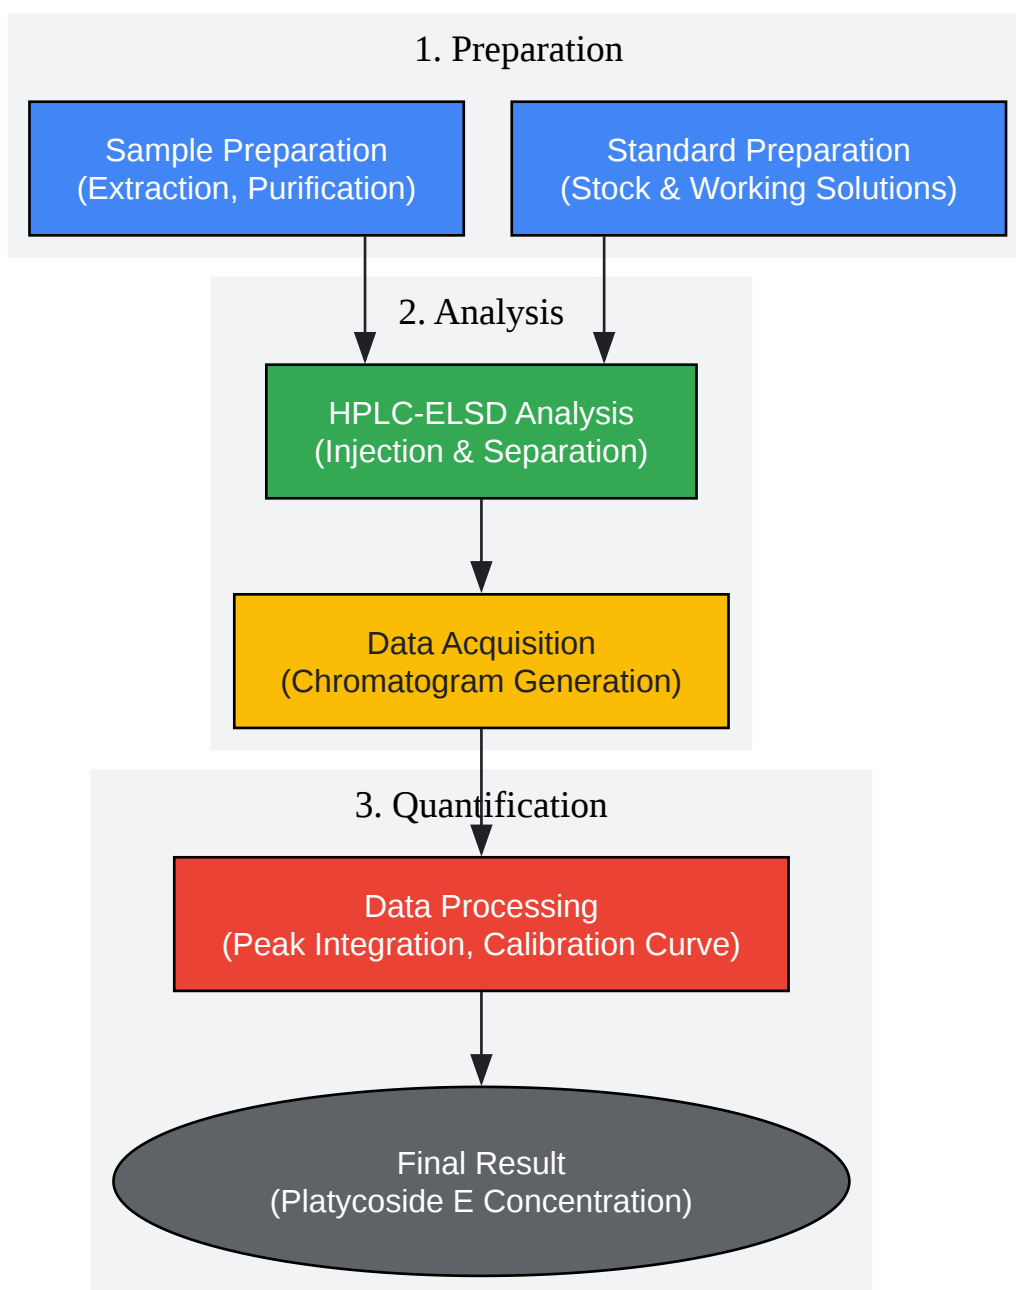 1. Preparation
Sample Preparation
(Extraction, Purification)
Standard Preparation
(Stock & Working Solutions)
2. Analysis
HPLC-ELSD Analysis
(Injection & Separation)
Data Acquisition
(Chromatogram Generation)
3. Quantification
Data Processing
(Peak Integration, Calibration Curve)
Final Result
(Platycoside E Concentration)